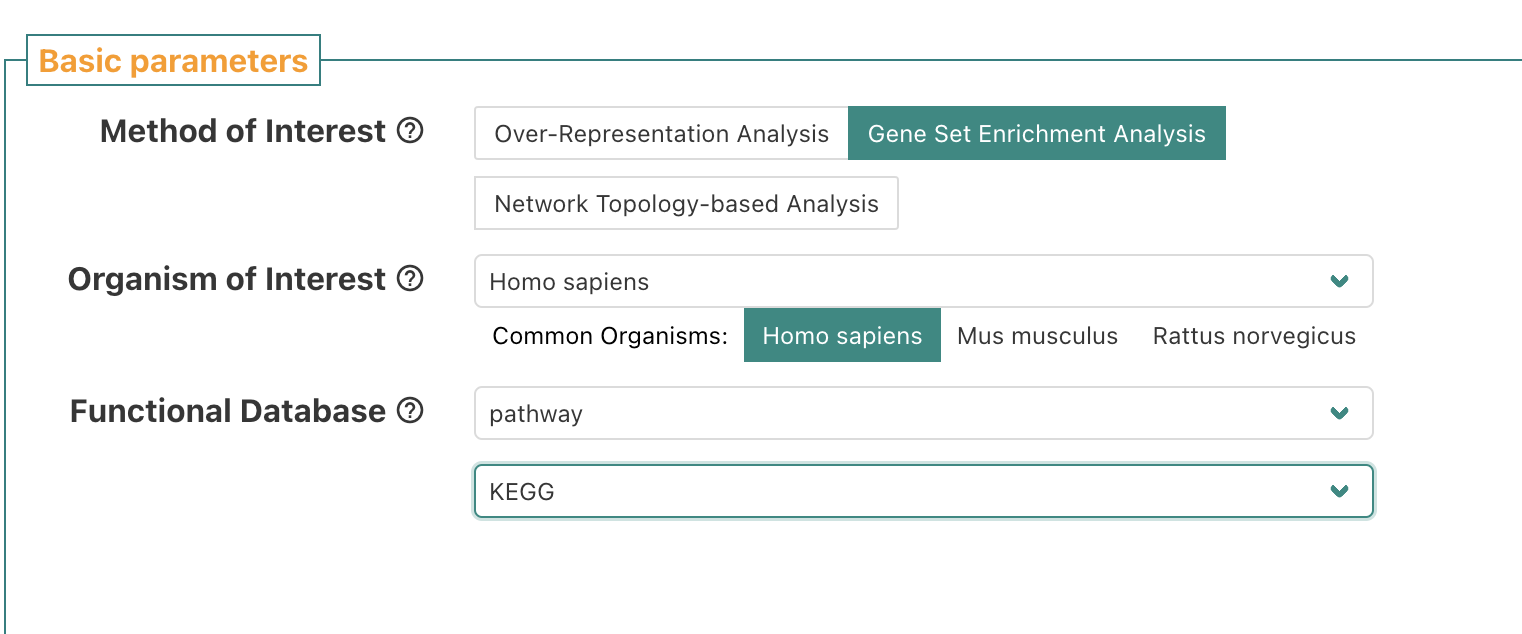 Basic parameters
Method of Interest
Over-Representation Analysis Gene Set Enrichment Analysis
Network Topology-based Analysis
Organism of Interest
Homo sapiens
Common Organisms: Homo sapiens Mus musculus Rattus norvegicus
Functional Database
pathway
KEGG